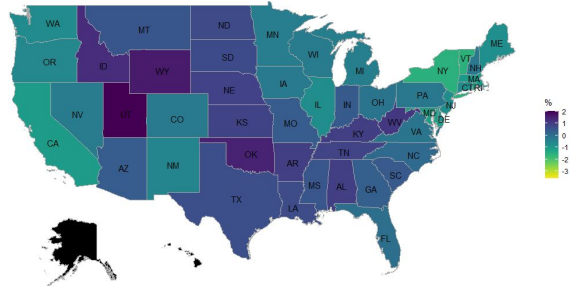 WA
MT
ND
MN
ME
VT
NH
OR
ID
SD
WI
NY
MA
WY
MI
CTRI
IA
PA
NJ
NE
NV
UT
IL
IN
OH
MD
DE
CO
WV
CA
KS
MO
KY
VA
TN
NC
AZ
NM
OK
AR
SC
MS
AL
GA
TX
LA
FL
%
2
1
0
-1
-2
-3